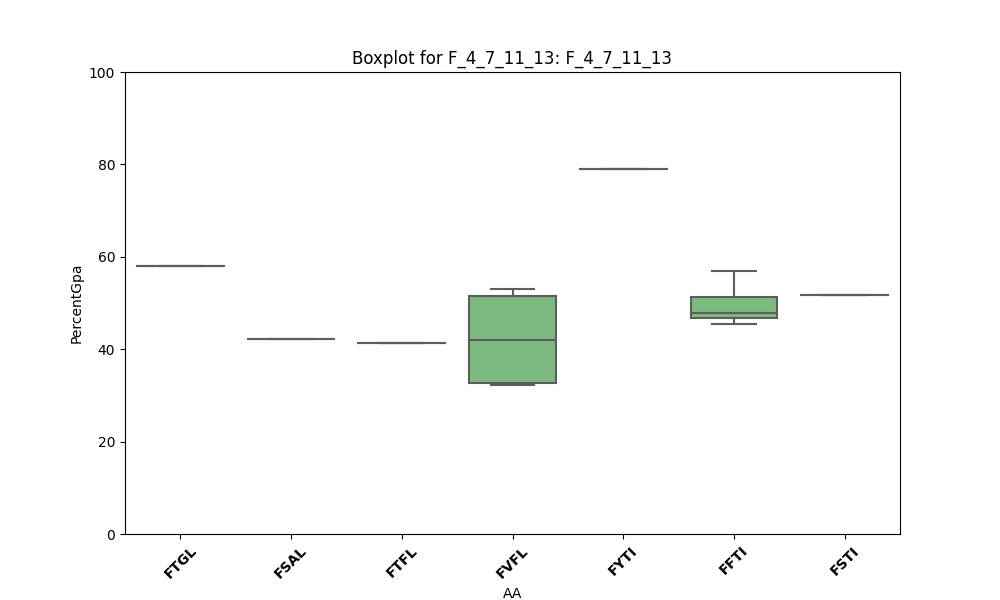 Boxplot for F_4_7_11_13: F_4_7_11_13
PercentGpa
100
80
60
40
20
0
FTGL
FSAL
FTFL
FVFL
FYTI
FFTI
FSTI
AA